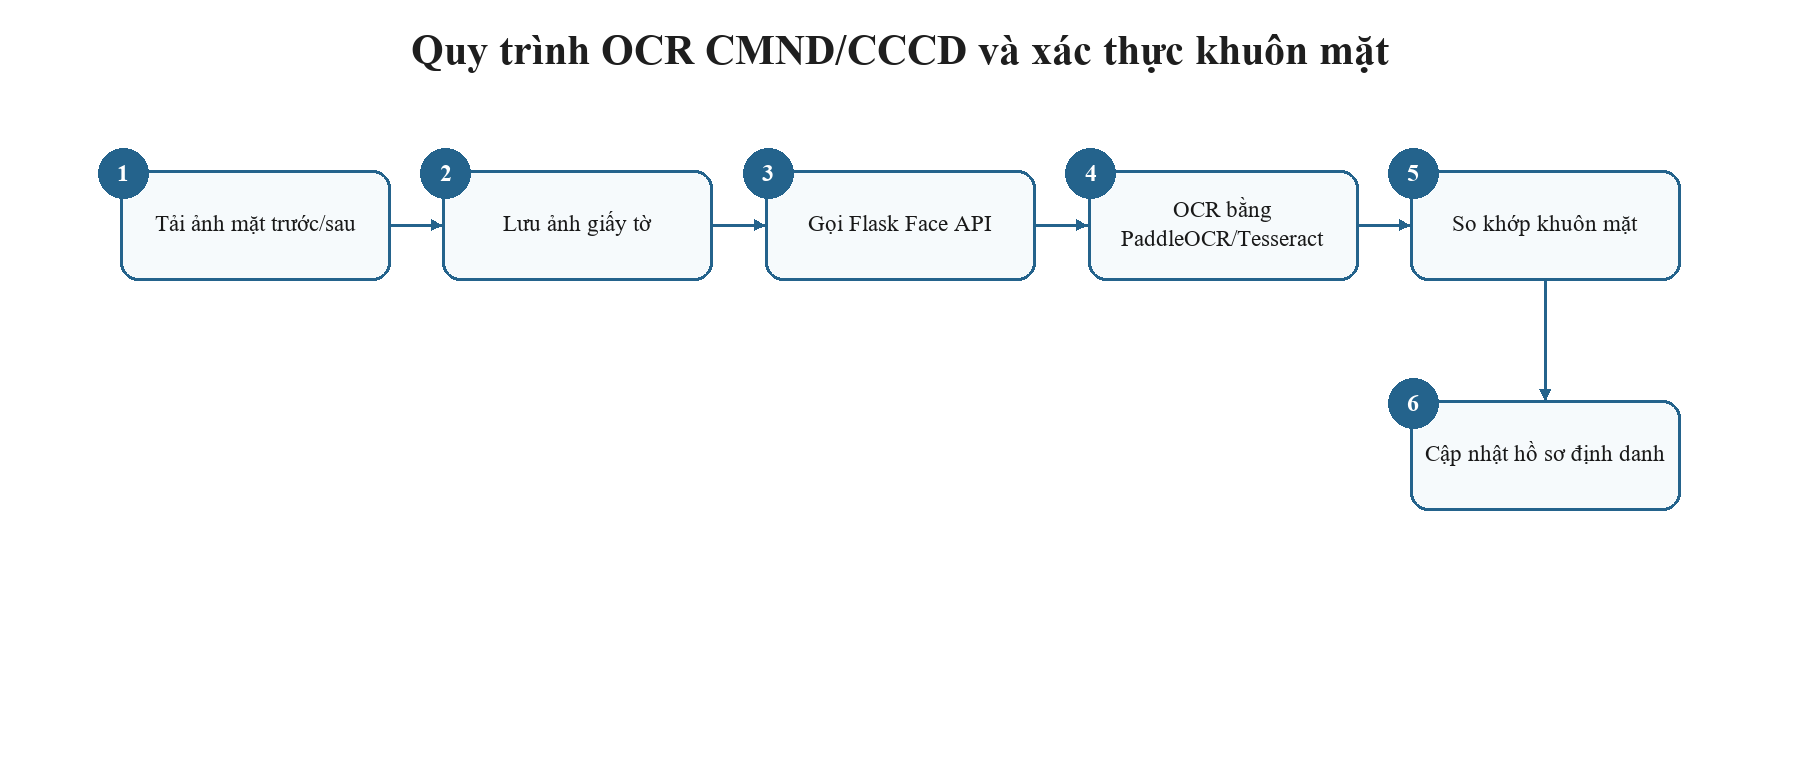 Quy trình OCR CMND/CCCD và xác thực khuôn mặt
1
Tải ảnh mặt trước/sau
2
Lưu ảnh giấy tờ
3
Gọi Flask Face API
4
OCR bằng
PaddleOCR/Tesseract
5
So khớp khuôn mặt
6
Cập nhật hồ sơ định danh